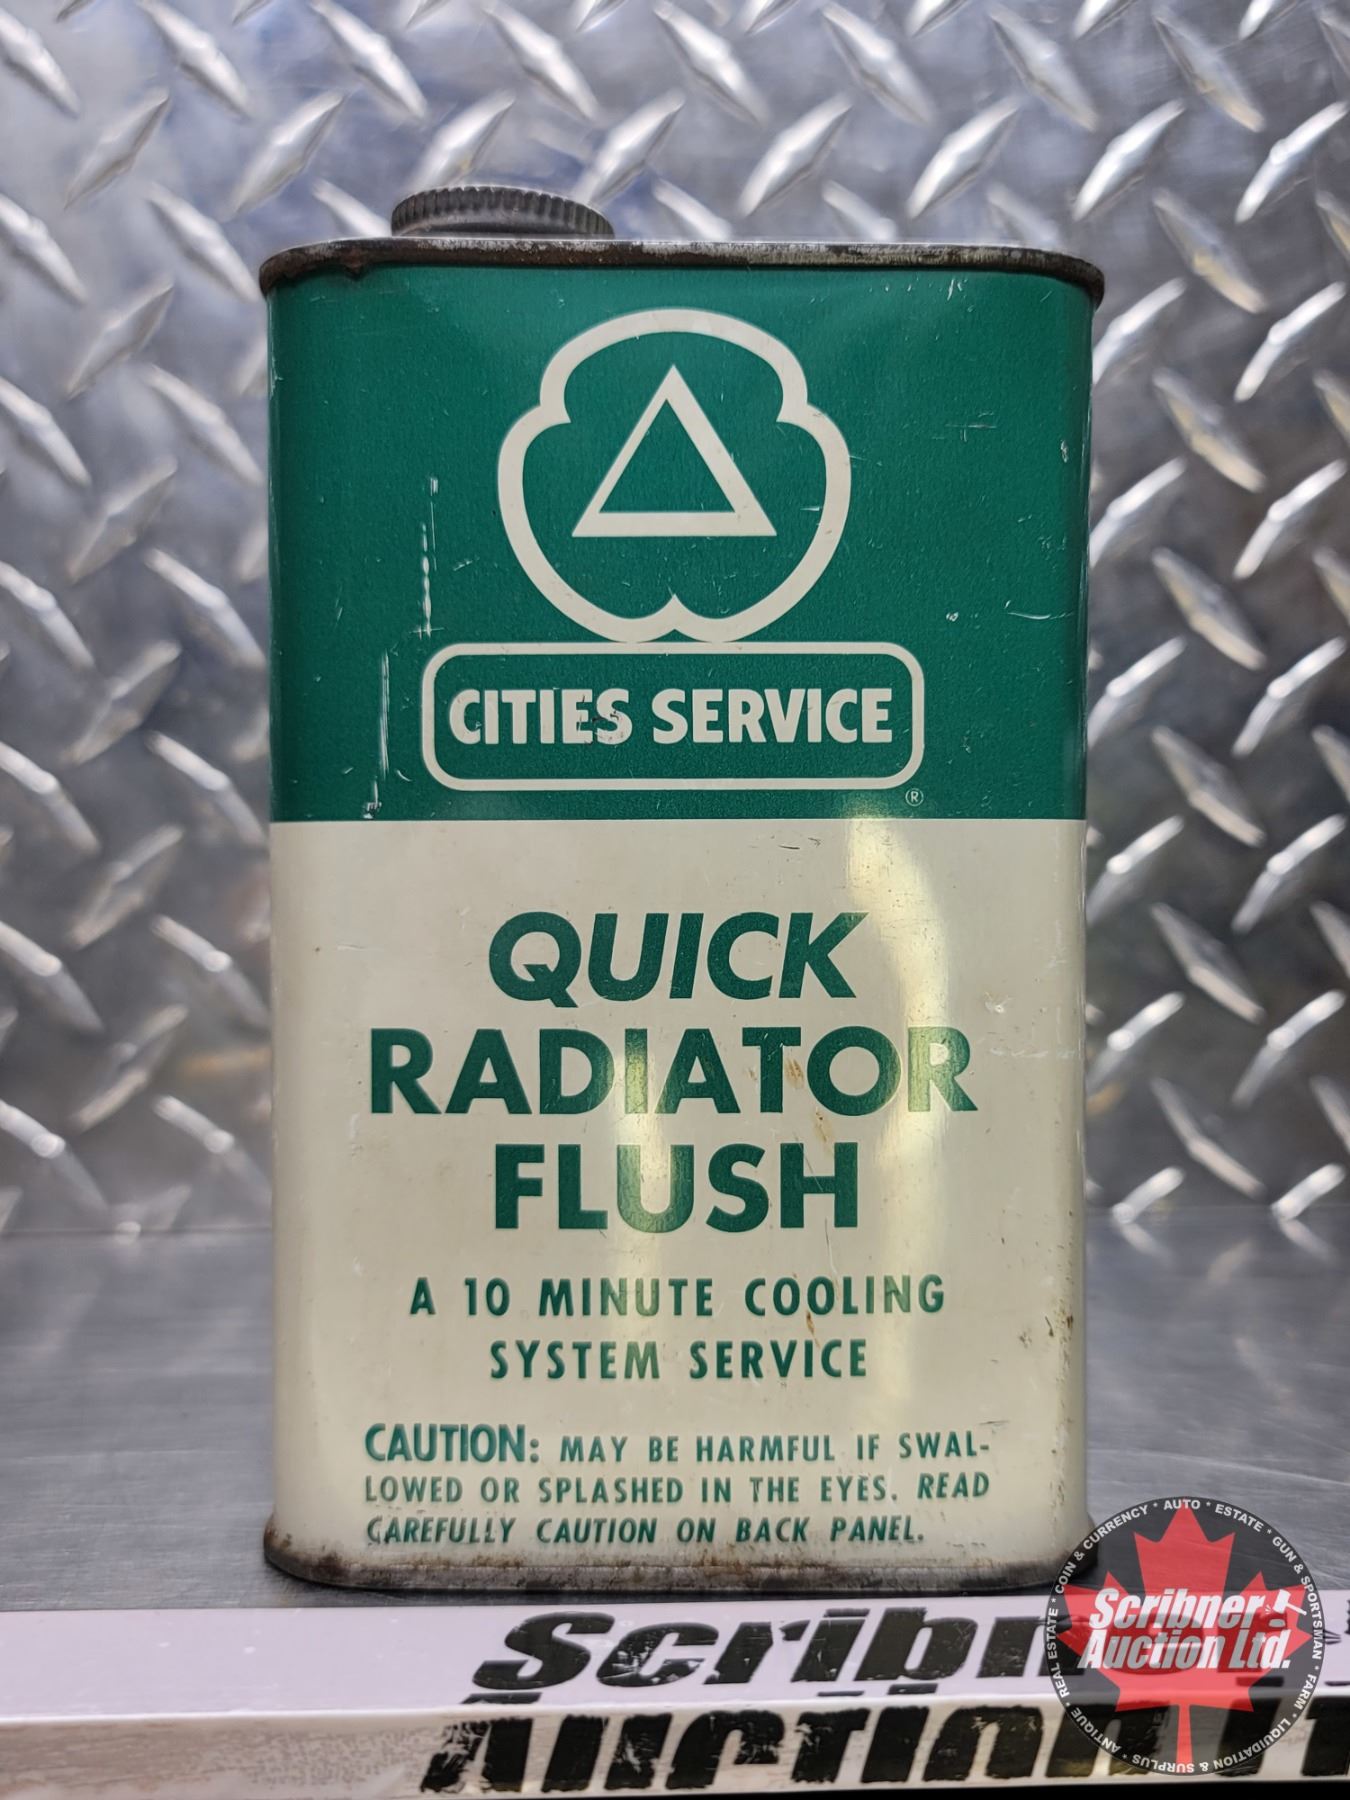 CITIES SERVICE
®
QUICK
RADIATOR
FLUSH
A 10 MINUTE COOLING
SYSTEM SERVICE
CAUTION: MAY BE HARMFUL IF SWAL-
LOWED OR SPLASHED IN THE EYES. READ
CAREFULLY CAUTION ON BACK PANEL.
Scribner
Auction Ltd.
ANTIQUE * REAL ESTATE * COIN & CURRENCY * AUTO * ESTATE * GUN & SPORTSMAN * FARM * LIQUIDATION & SURPLUS *
Scribn
Auction